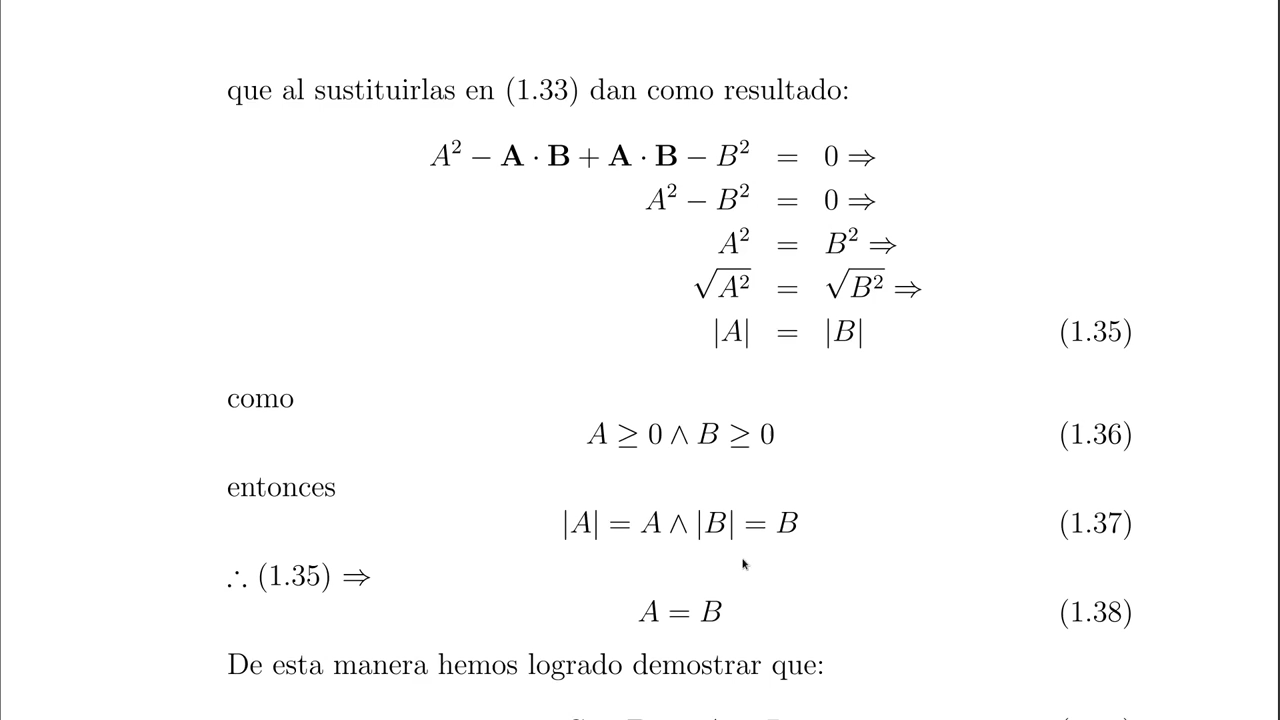 que al sustituirlas en (1.33) dan como resultado:
A² − A · B + A · B − B² = 0 ⇒
A² − B² = 0 ⇒
A² = B² ⇒
√A² = √B² ⇒
|A| = |B| (1.35)
como
A ≥ 0 ∧ B ≥ 0 (1.36)
entonces
|A| = A ∧ |B| = B (1.37)
∴ (1.35) ⇒
A = B (1.38)
De esta manera hemos logrado demostrar que: